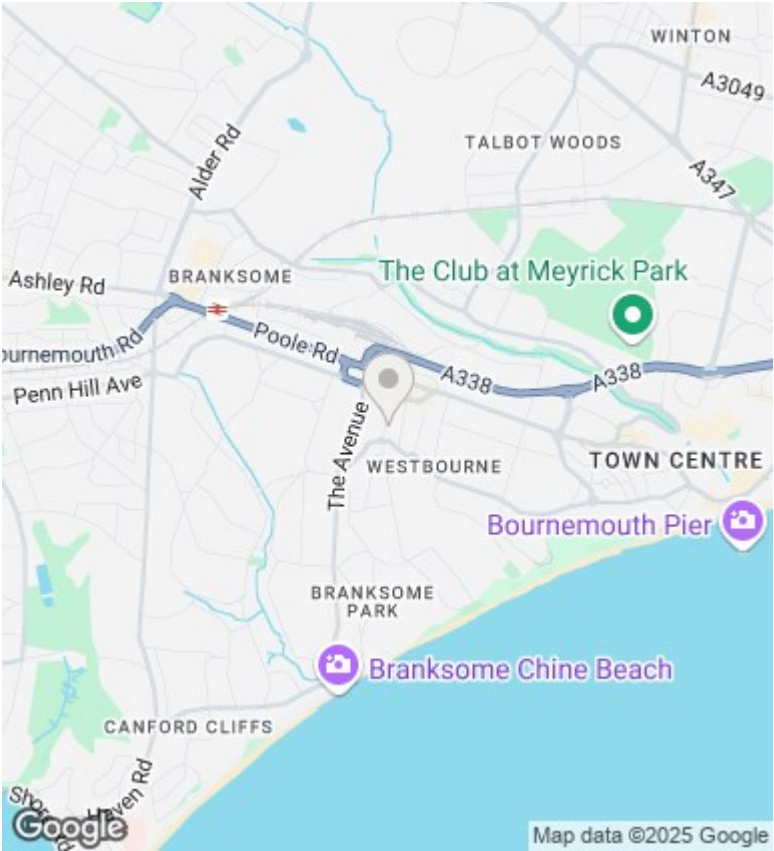 WINTON
A3049
Alder Rd
TALBOT WOODS
A347
Ashley Rd
BRANKSOME
The Club at Meyrick Park
ournemouth Rd
Poole Rd
A338
A338
Penn Hill Ave
The Avenue
WESTBOURNE
TOWN CENTRE
Bournemouth Pier
BRANKSOME
PARK
Branksome Chine Beach
CANFORD CLIFFS
Haven Rd
Shore Rd
Google
Map data ©2025 Google